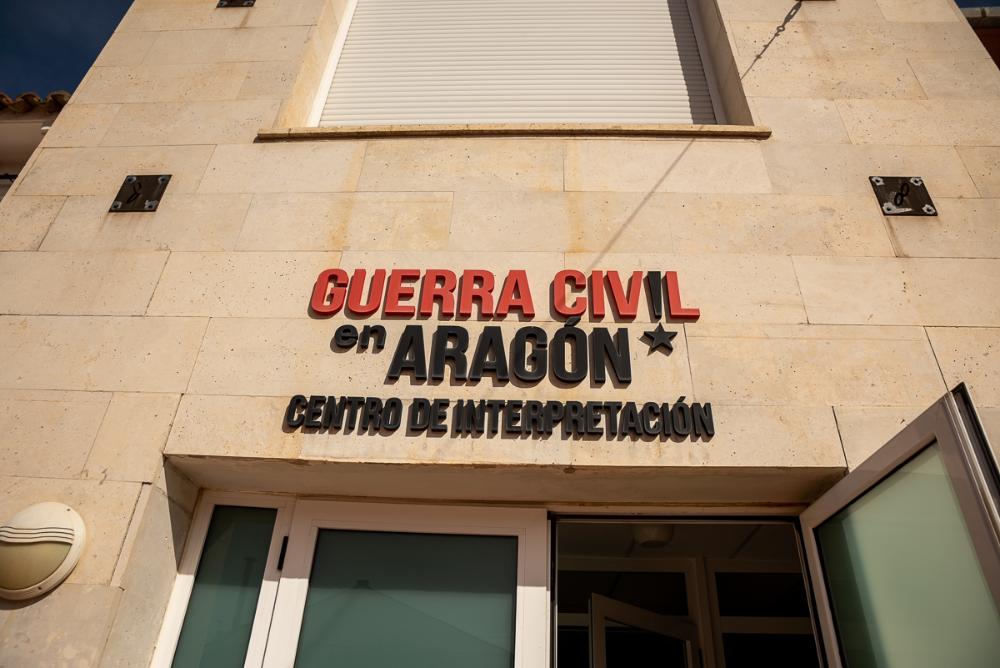 GUERRA CIVIL
en ARAGÓN
CENTRO DE INTERPRETACIÓN